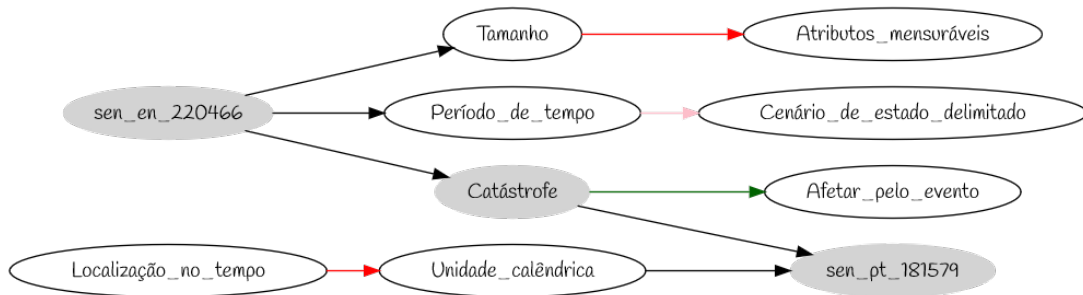 Tamanho
Atributos_mensuráveis
sen_en_220466
Período_de_tempo
Cenário_de_estado_delimitado
Catástrofe
Afetar_pelo_evento
Localização_no_tempo
Unidade_calêndrica
sen_pt_181579